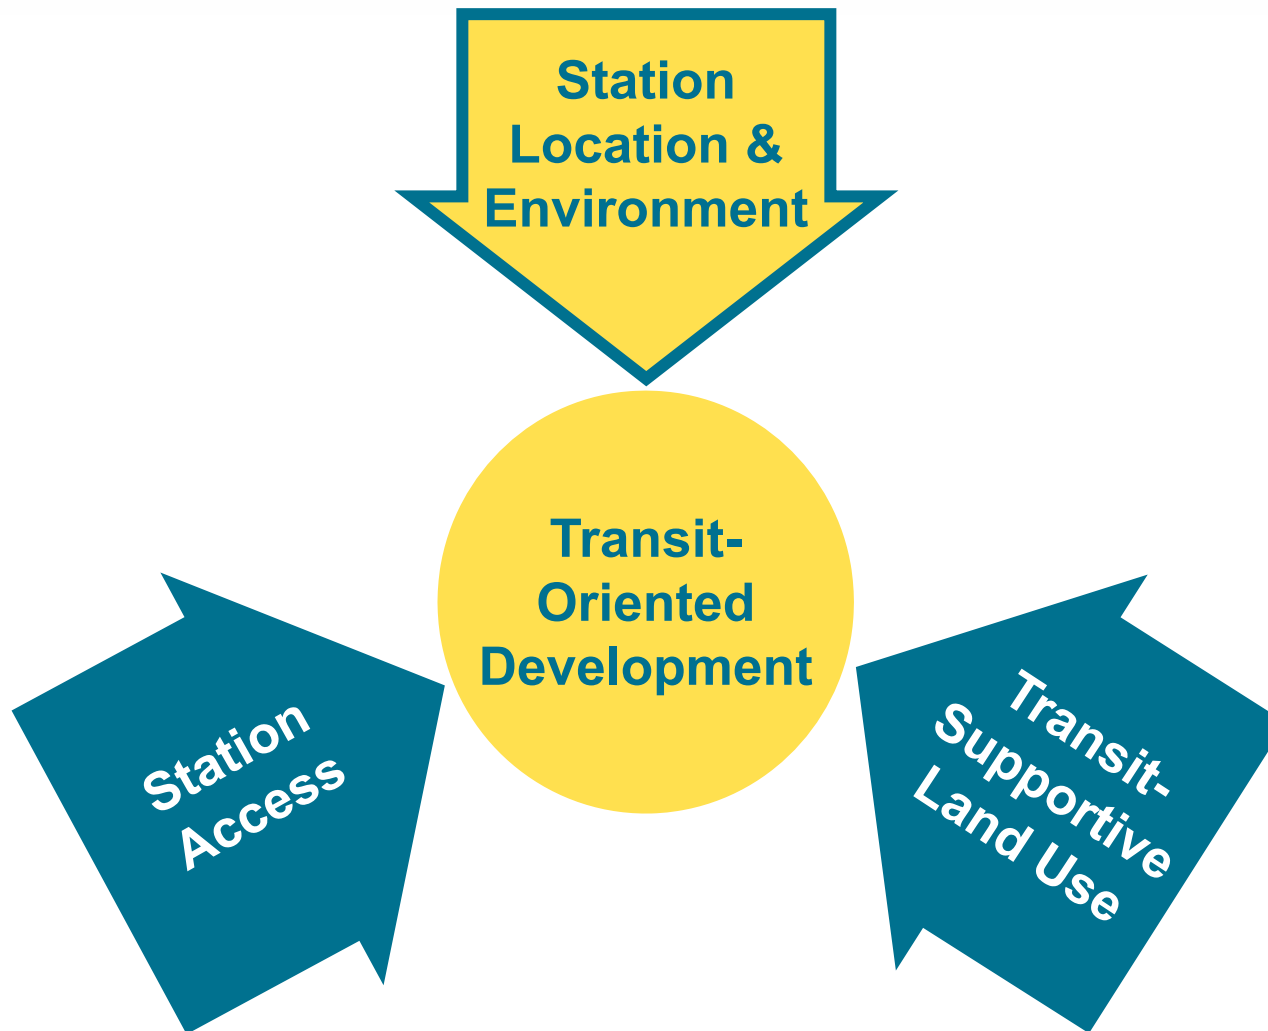 Station
Location &
Environment
Transit-
Oriented
Development
Station
Access
Transit-
Supportive
Land Use